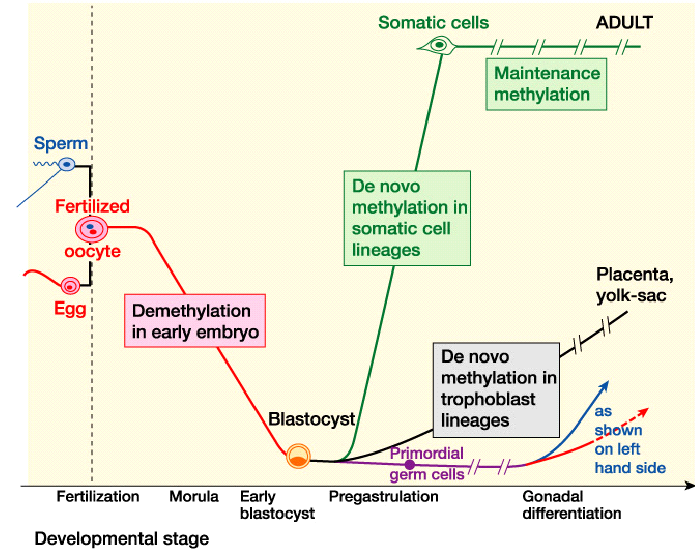 Somatic cells
ADULT
Maintenance
methylation
Sperm
De novo
methylation in
somatic cell
lineages
Fertilized
oocyte
Egg
Placenta,
yolk-sac
Demethylation
in early embryo
De novo
methylation in
trophoblast
lineages
Blastocyst
as
shown
on left
hand side
Primordial
germ cells
Fertilization
Morula
Early
blastocyst
Pregastrulation
Gonadal
differentiation
Developmental stage